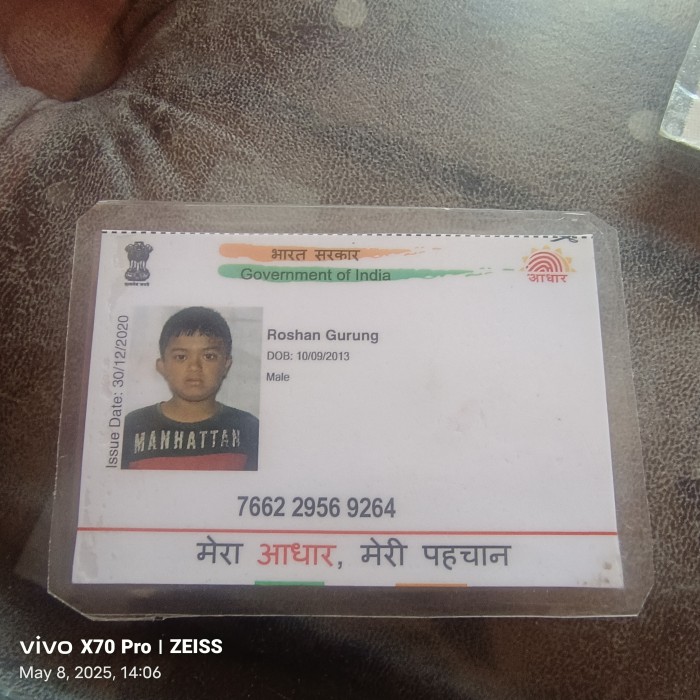 भारत सरकार
Government of India
आधार
Issue Date: 30/12/2020
Roshan Gurung
DOB: 10/09/2013
Male
MANHATTAN
7662 2956 9264
मेरा आधार, मेरी पहचान
vivo X70 Pro | ZEISS
May 8, 2025, 14:06